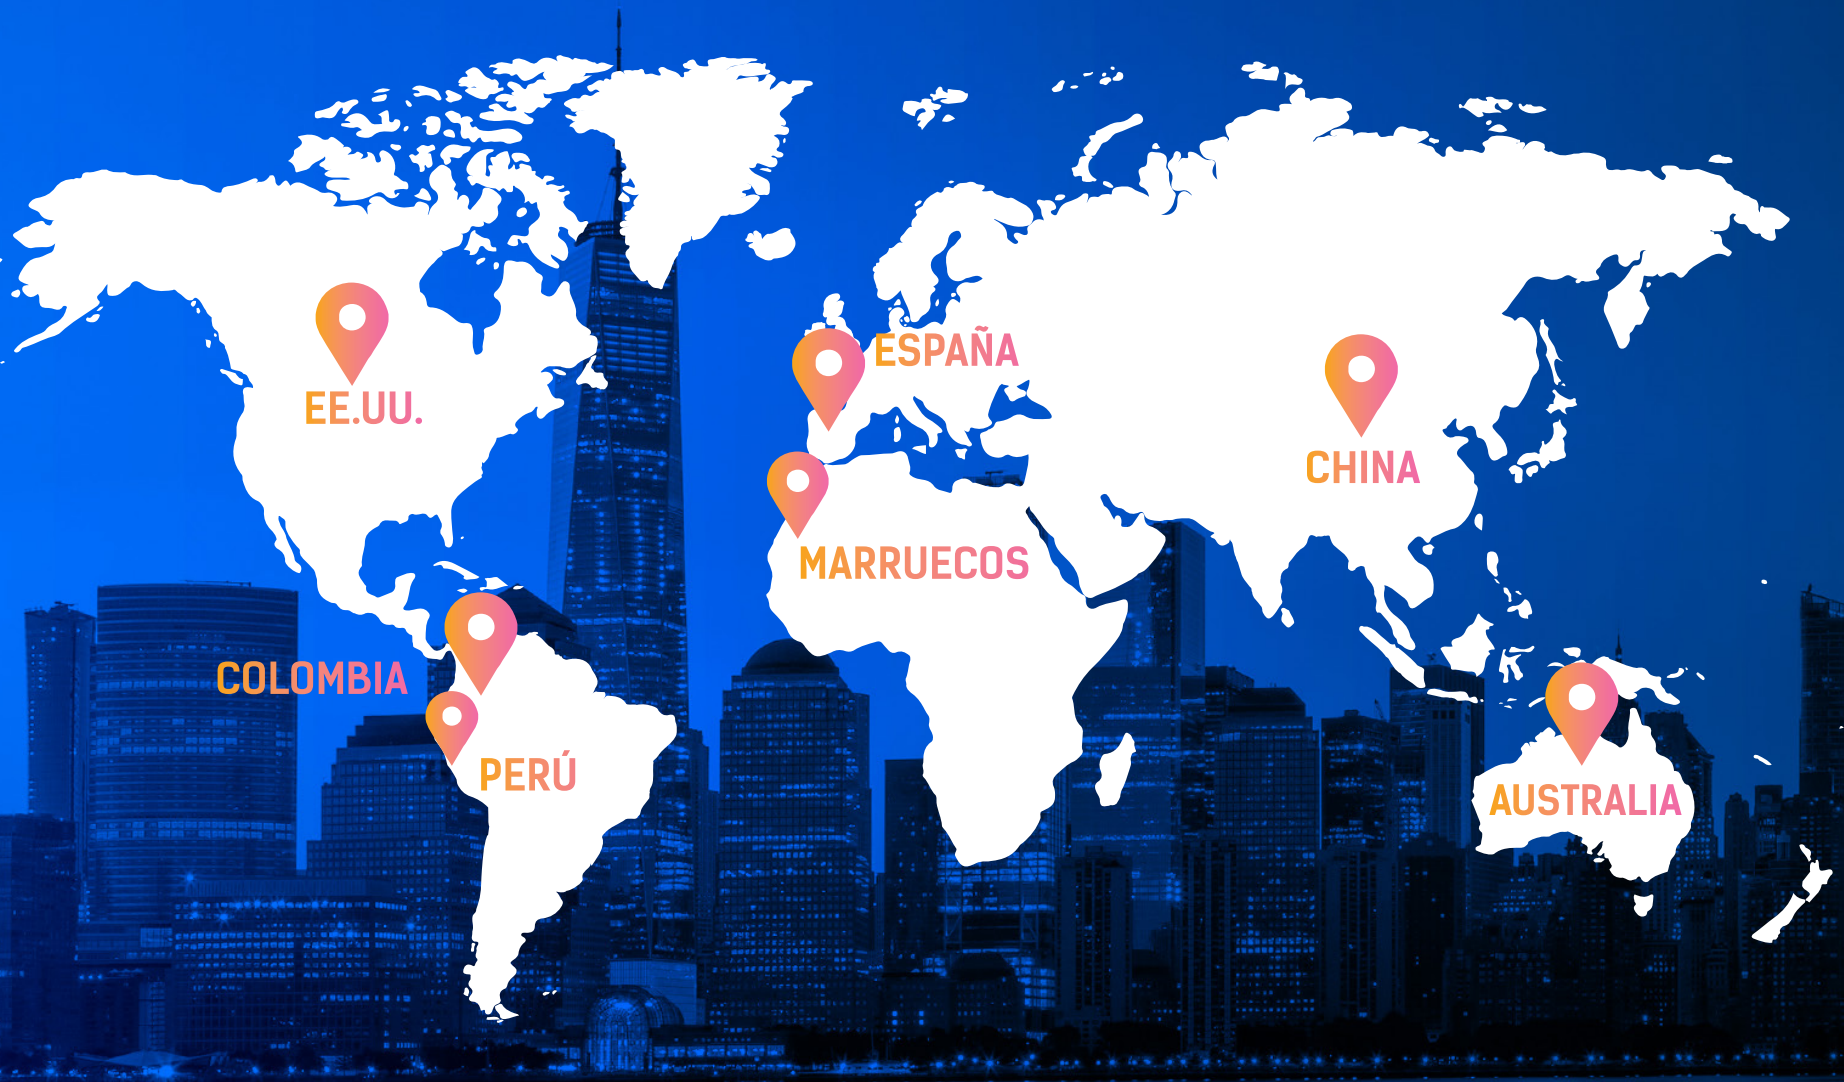 ESPAÑA
EE.UU.
CHINA
MARRUECOS
COLOMBIA
PERÚ
AUSTRALIA